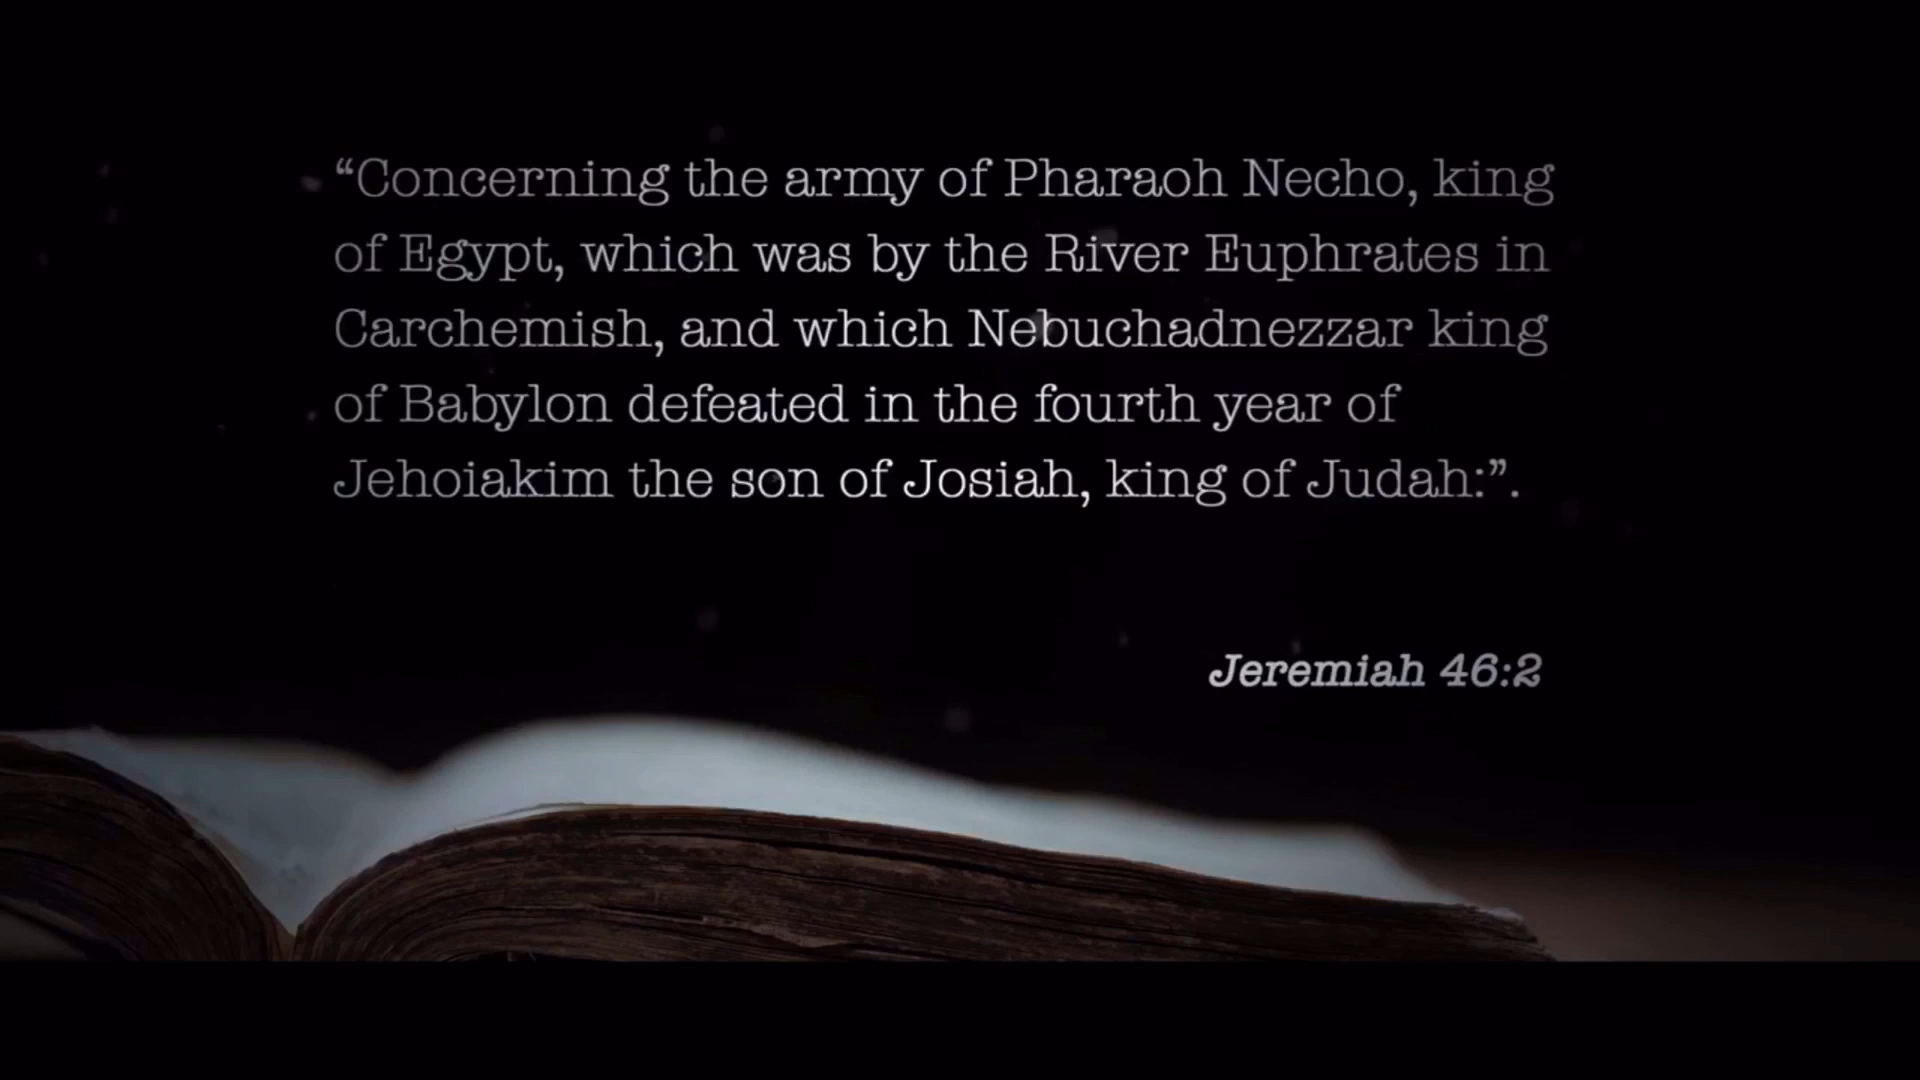 “Concerning the army of Pharaoh Necho, king
of Egypt, which was by the River Euphrates in
Carchemish, and which Nebuchadnezzar king
of Babylon defeated in the fourth year of
Jehoiakim the son of Josiah, king of Judah:”.
Jeremiah 46:2